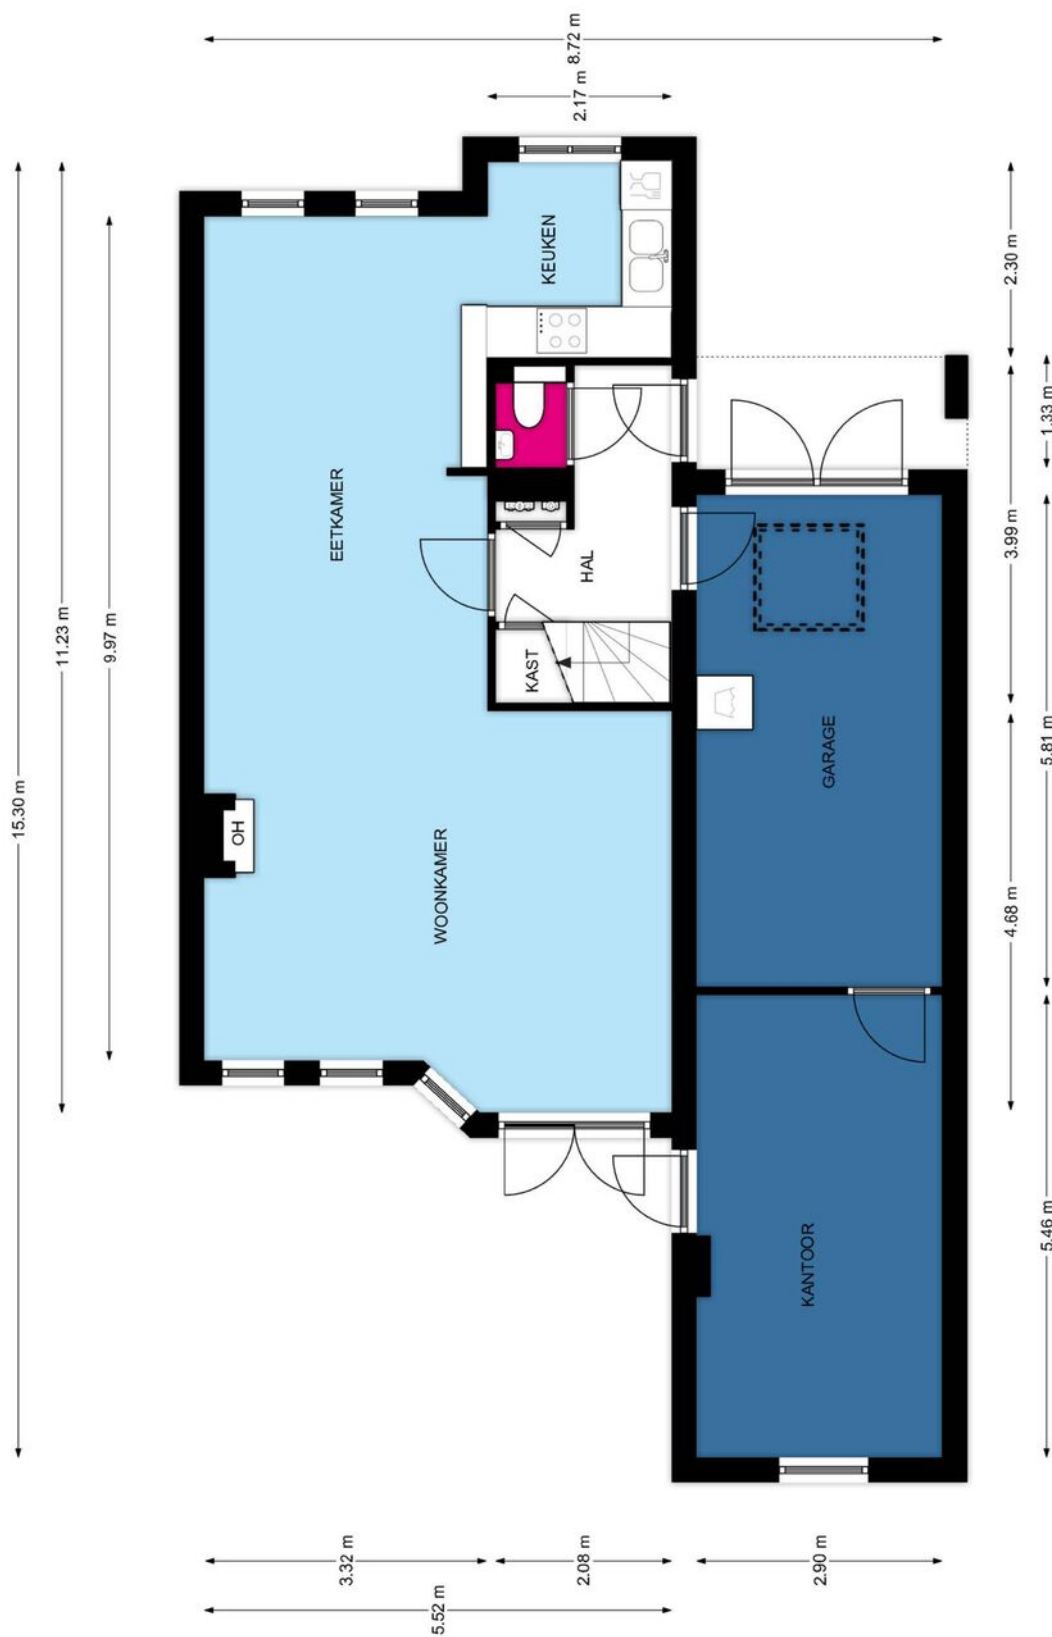 8.72 m
2.17 m
KEUKEN
2.30 m
1.33 m
EETKAMER
HAL
3.99 m
KAST
11.23 m
9.97 m
15.30 m
GARAGE
5.81 m
OH
WOONKAMER
4.68 m
KANTOOR
5.46 m
3.32 m
2.08 m
2.90 m
5.52 m